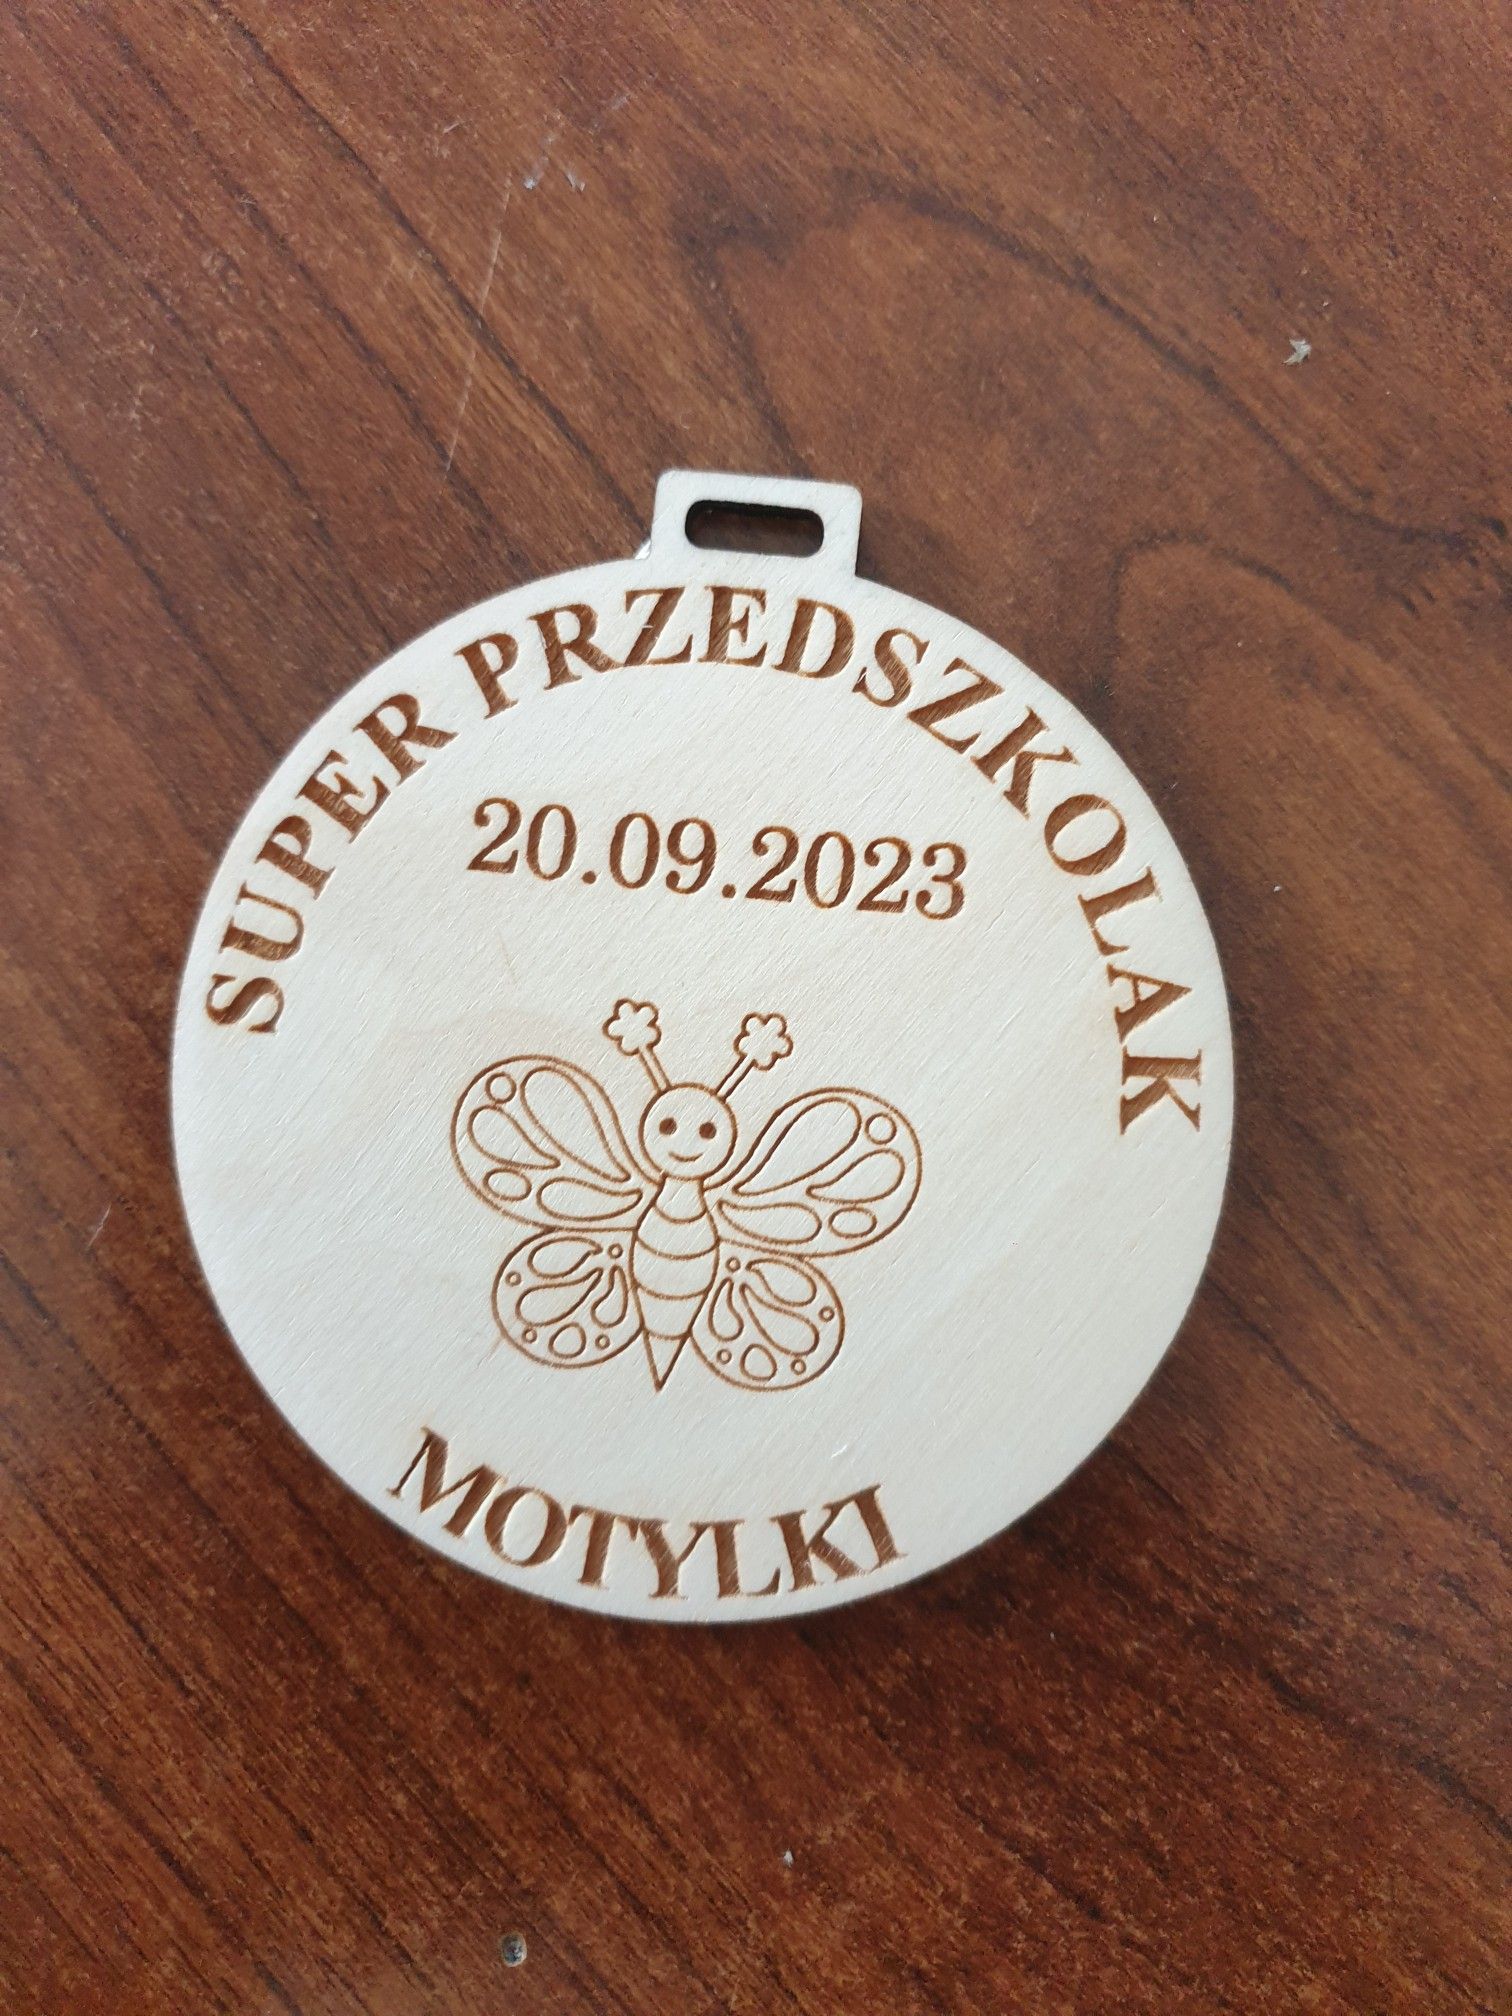 SUPER PRZEDSZKOLAK
20.09.2023
MOTYLKI